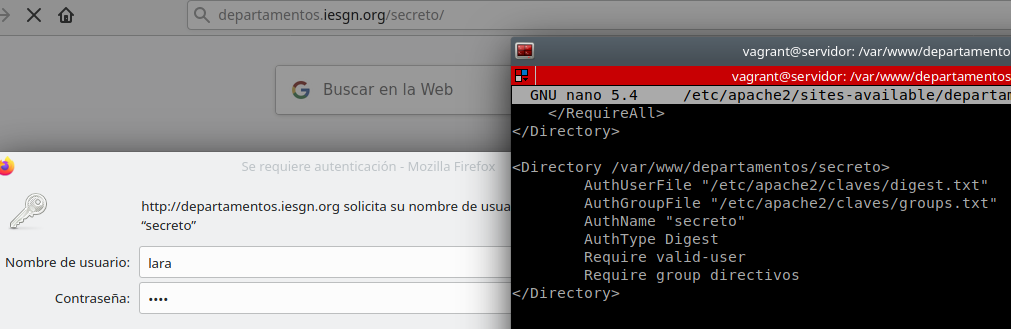 departamentos.iesgn.org/secreto/
Buscar en la Web
vagrant@servidor: /var/www/departamento
vagrant@servidor: /var/www/departamentos
GNU nano 5.4 /etc/apache2/sites-available/departam
</RequireAll>
</Directory>
<Directory /var/www/departamentos/secreto>
AuthUserFile "/etc/apache2/claves/digest.txt"
AuthGroupFile "/etc/apache2/claves/groups.txt"
AuthName "secreto"
AuthType Digest
Require valid-user
Require group directivos
</Directory>
Se requiere autenticación - Mozilla Firefox
http://departamentos.iesgn.org solicita su nombre de usua
“secreto”
Nombre de usuario: lara
Contraseña: ••••